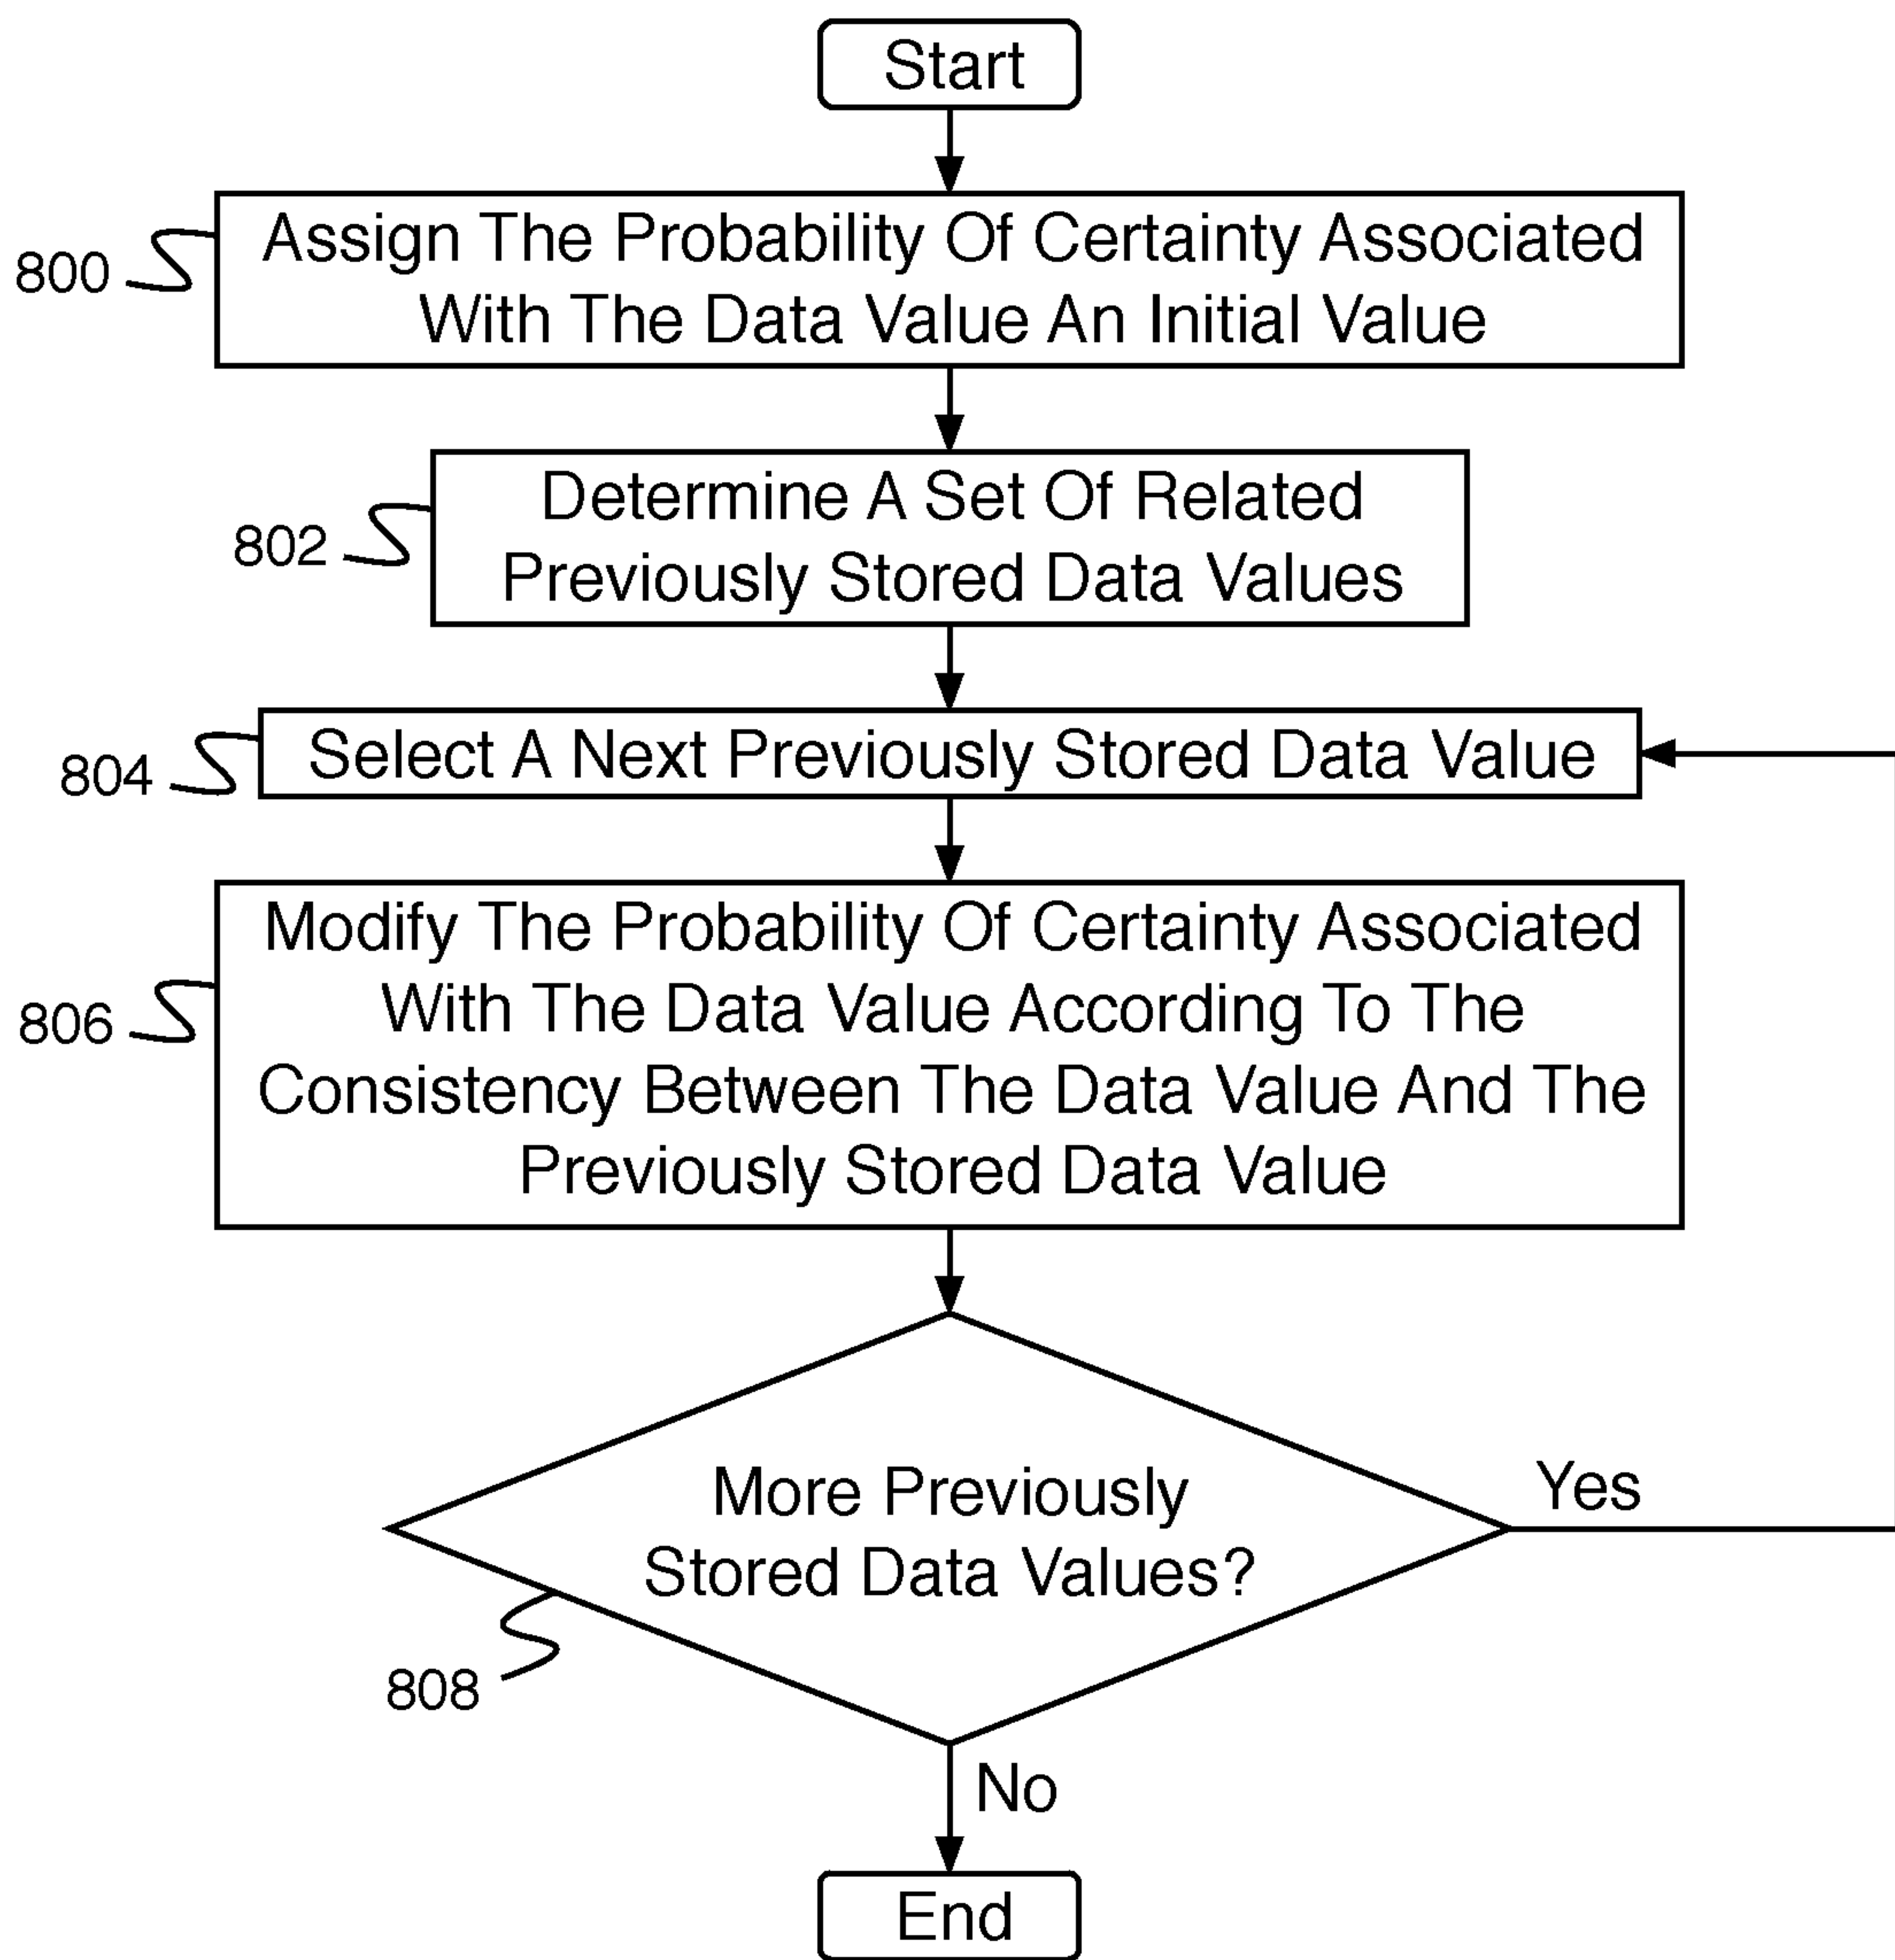 Start
800
Assign The Probability Of Certainty Associated
With The Data Value An Initial Value
802
Determine A Set Of Related
Previously Stored Data Values
804
Select A Next Previously Stored Data Value
806
Modify The Probability Of Certainty Associated
With The Data Value According To The
Consistency Between The Data Value And The
Previously Stored Data Value
More Previously
Stored Data Values?
Yes
808
No
End